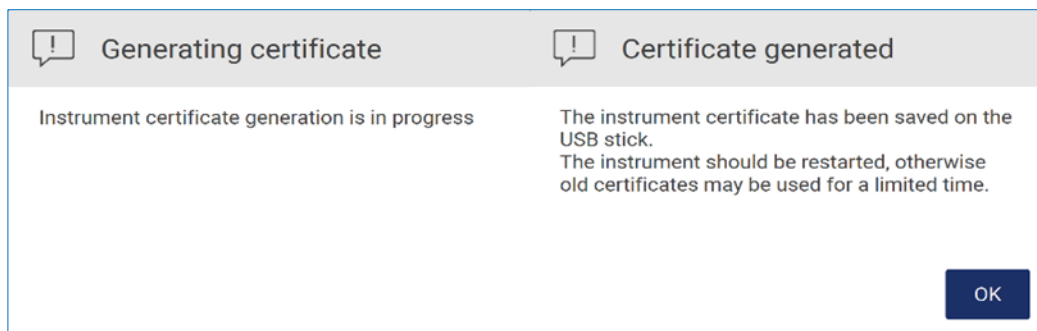 Generating certificate
Instrument certificate generation is in progress
Certificate generated
The instrument certificate has been saved on the
USB stick.
The instrument should be restarted, otherwise
old certificates may be used for a limited time.
OK